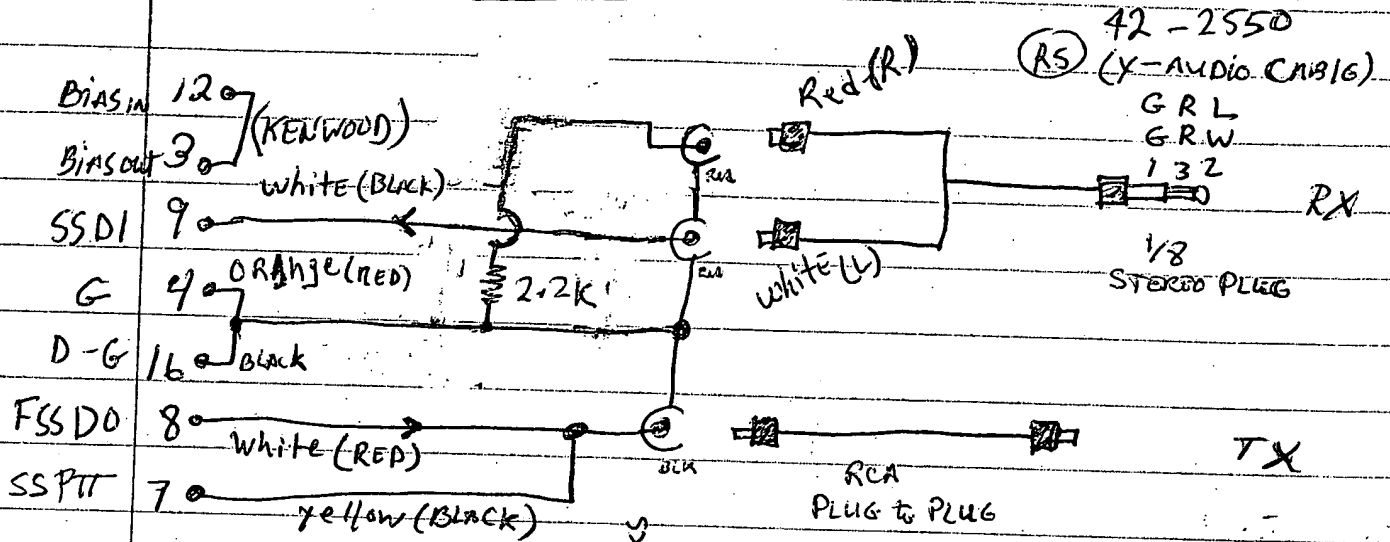 42-2550
RS (Y-AUDIO CABLE)
G R L
G R W
1 3 2
RX
1/8
STEREO PLUG
Red (R)
White (L)
BiAS IN 12
(KENWOOD)
BiAS OUT 3
white (BLACK)
SSDI 9
ORANGE (RED)
G 4
2.2K
D-G 16 BLACK
FSSDO 8
White (RED)
BLK
RCA
PLUG to PLUG
TX
SSPTT 7
yellow (BLACK)